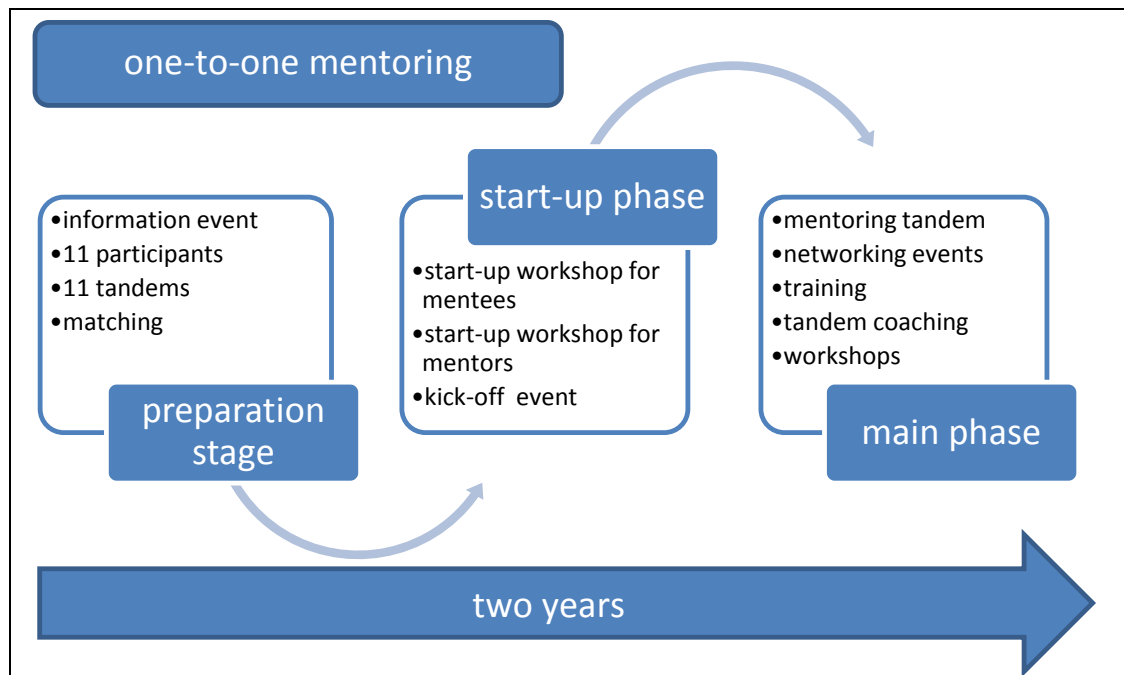 one-to-one mentoring
•information event
•11 participants
•11 tandems
•matching
preparation
stage
start-up phase
•start-up workshop for
mentees
•start-up workshop for
mentors
•kick-off event
•mentoring tandem
•networking events
•training
•tandem coaching
•workshops
main phase
two years